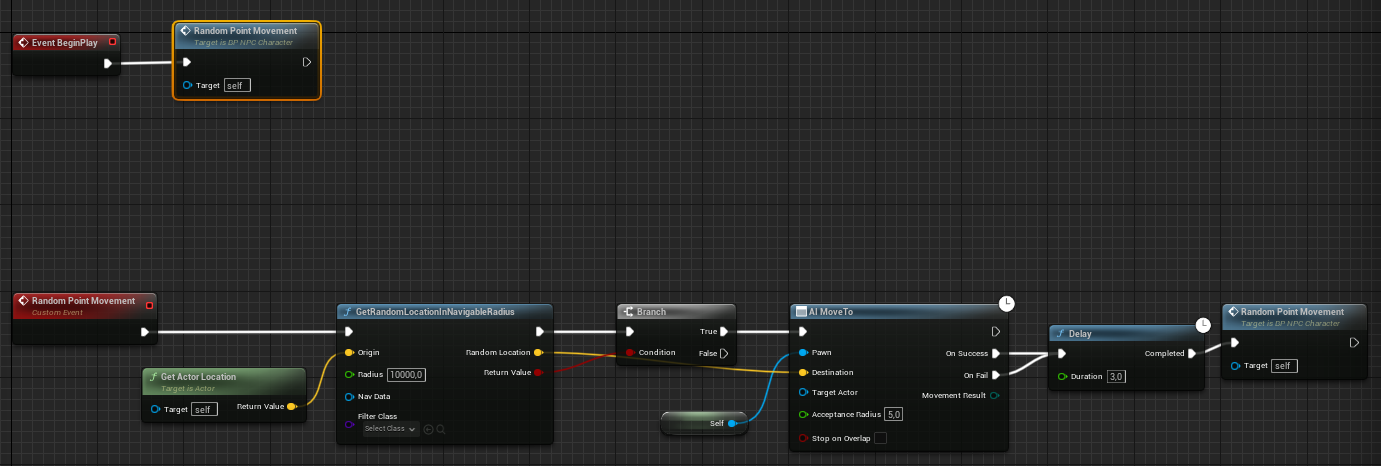 Event BeginPlay
Random Point Movement
Target is DP NPC Character
Target self
Random Point Movement
Custom Event
Get Actor Location
Target is Actor
Target self
Return Value
GetRandomLocationInNavigableRadius
Origin
Random Location
Radius 10000,0
Return Value
Nav Data
Filter Class
Select Class
Branch
True
Condition
False
Self
AI MoveTo
Pawn
On Success
Destination
On Fail
Target Actor
Movement Result
Acceptance Radius 5,0
Stop on Overlap
Delay
Completed
Duration 3,0
Random Point Movement
Target is DP NPC Character
Target self